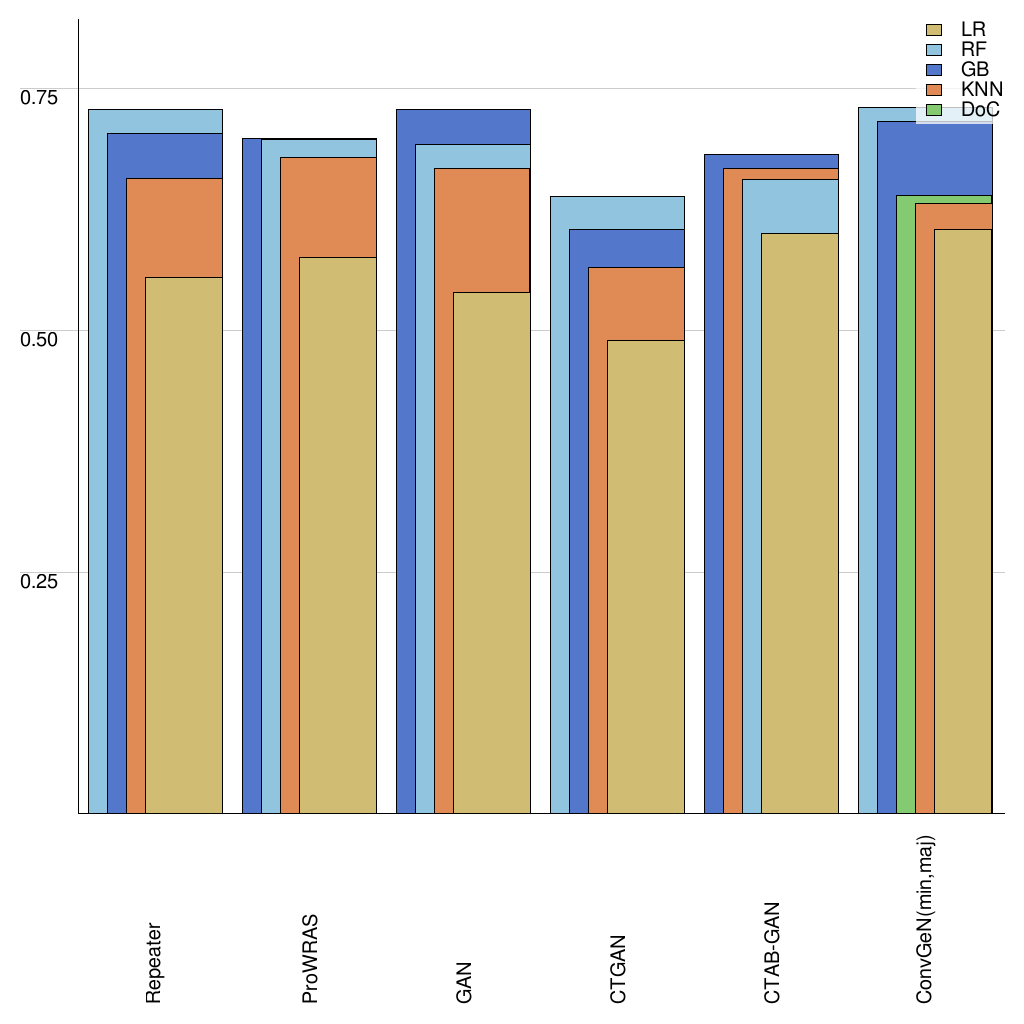 LR
RF
GB
KNN
DoC
0.75
0.50
0.25
Repeater
ProWRAS
GAN
CTGAN
CTAB-GAN
ConvGeN(min,maj)